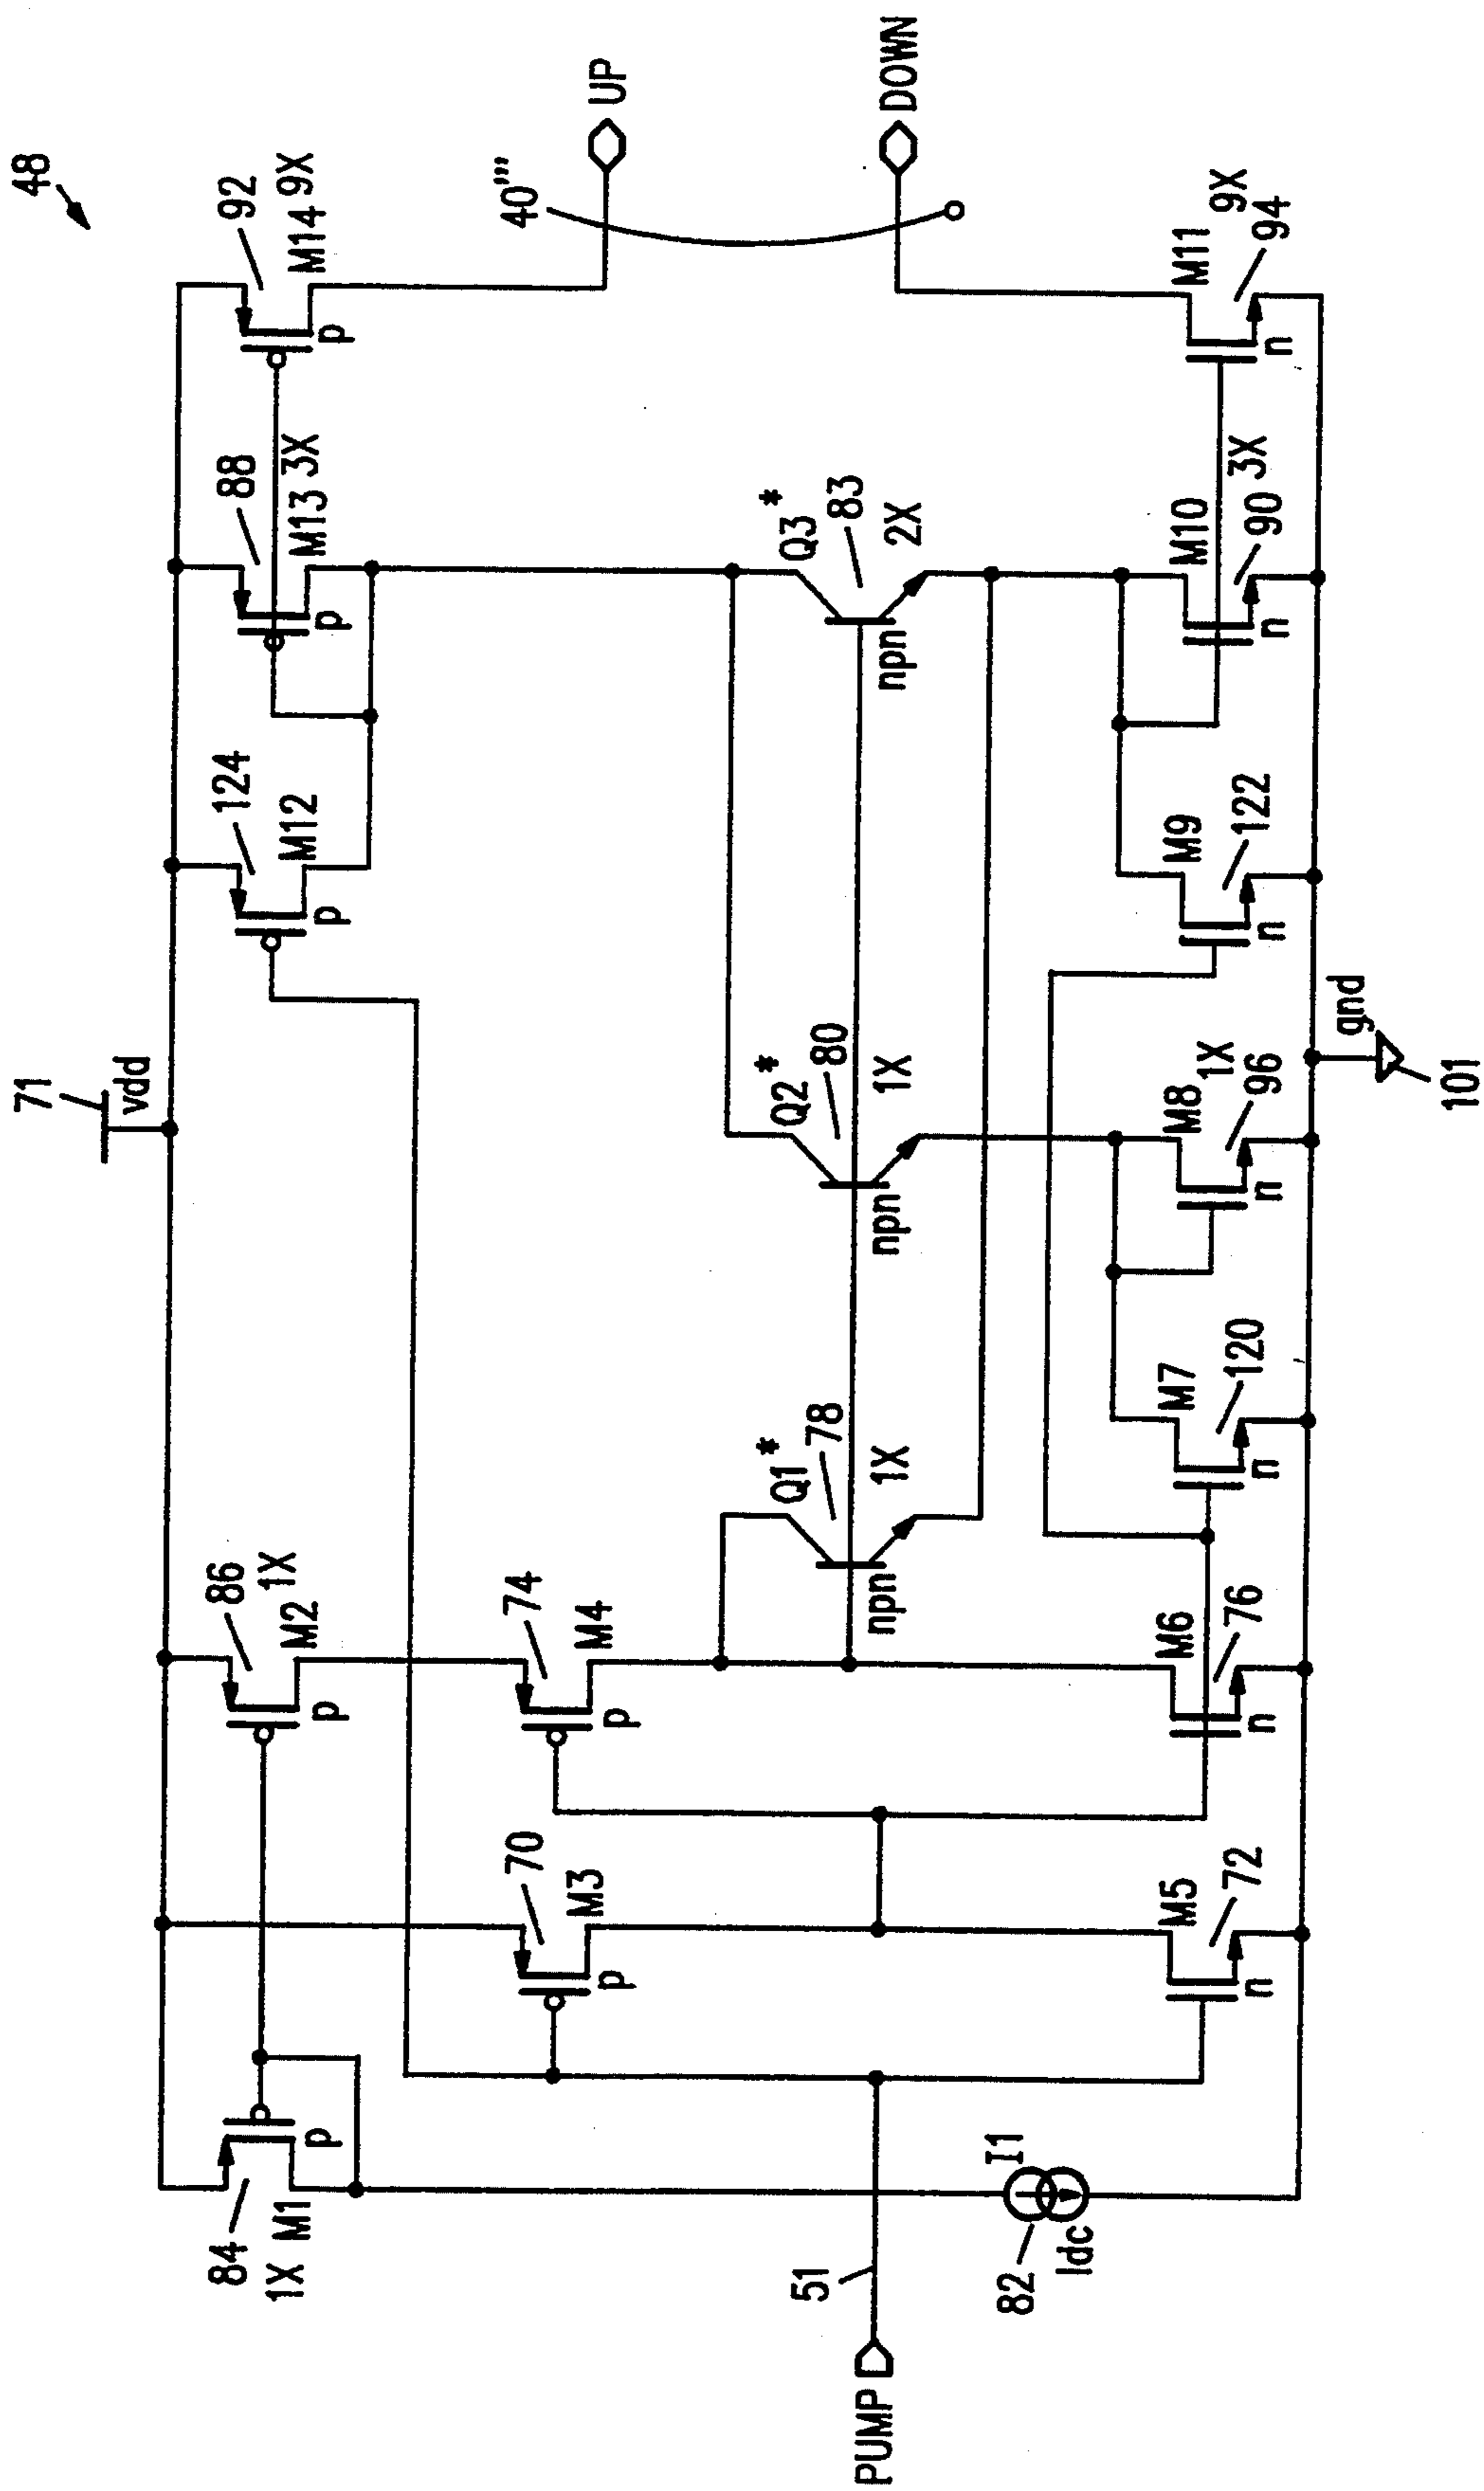 48
71
vdd
84
1X M1
p
86
1X
M2
p
124
M12
p
88
3X
M13
p
92
9X
M14
p
UP
40'''
DOWN
70
M3
p
74
M4
p
Q1*
78
1X
npn
Q2*
80
1X
npn
Q3*
83
2X
npn
PUMP
51
I1
82
Idc
M5
72
n
M6
76
n
M7
120
n
M8
1X
96
n
M9
122
n
M10
3X
90
n
M11
9X
94
n
gnd
101